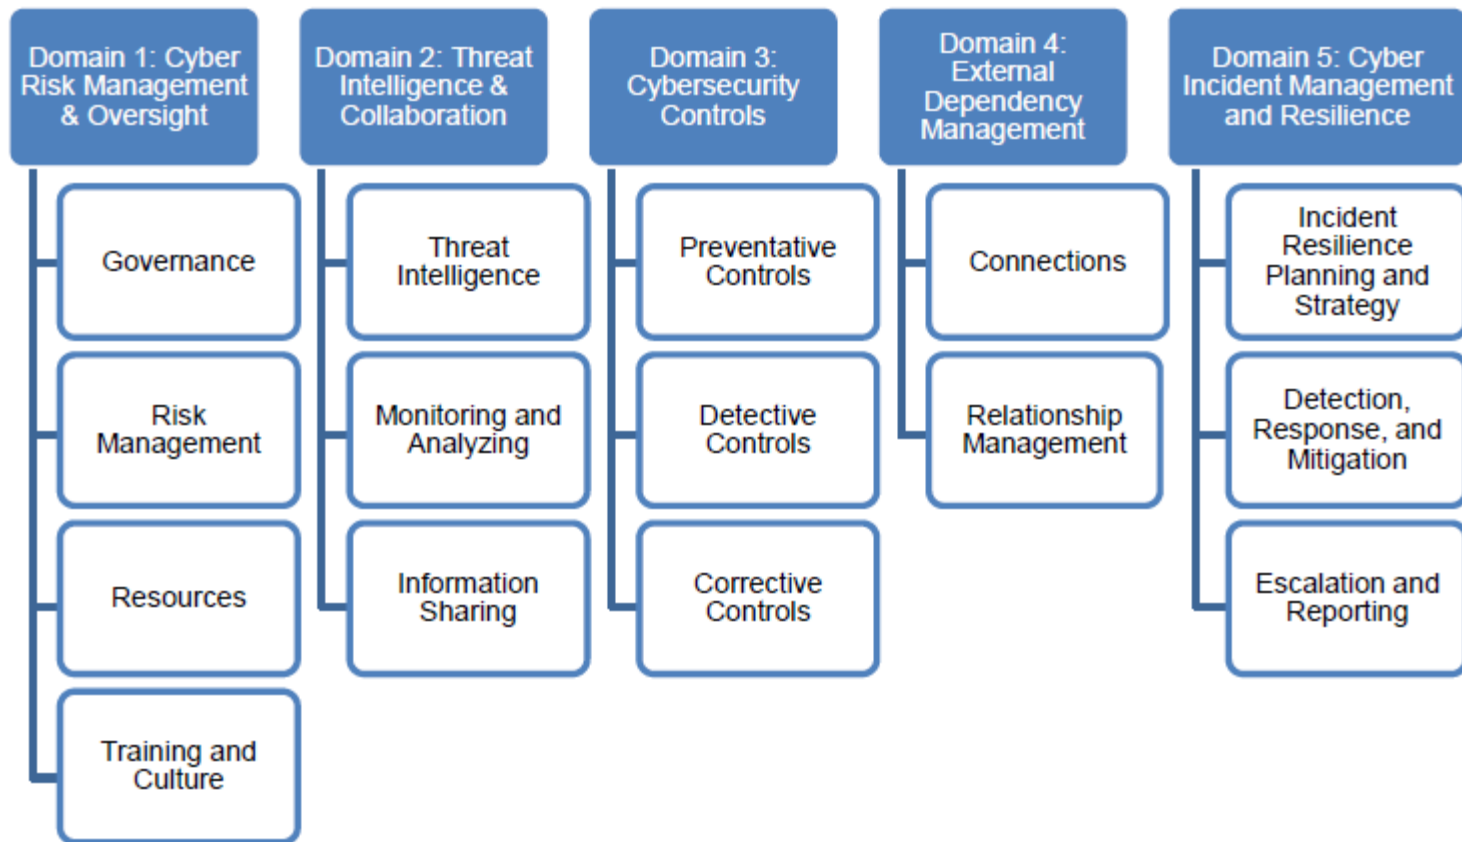 Domain 1: Cyber
Risk Management
& Oversight
Governance
Risk
Management
Resources
Training and
Culture
Domain 2: Threat
Intelligence &
Collaboration
Threat
Intelligence
Monitoring and
Analyzing
Information
Sharing
Domain 3:
Cybersecurity
Controls
Preventative
Controls
Detective
Controls
Corrective
Controls
Domain 4:
External
Dependency
Management
Connections
Relationship
Management
Domain 5: Cyber
Incident Management
and Resilience
Incident
Resilience
Planning and
Strategy
Detection,
Response, and
Mitigation
Escalation and
Reporting